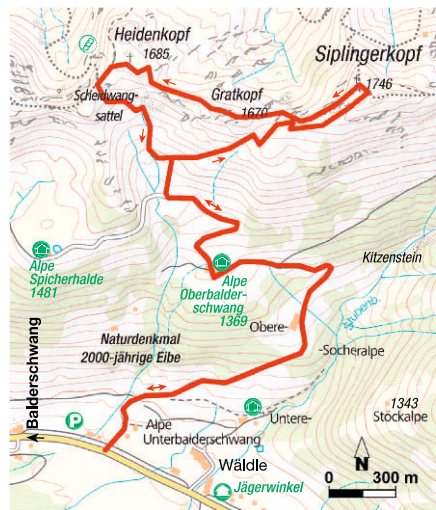 Heidenkopf
1685
Siplingerkopf
1746
Gratkopf
1670
Scheidwang-
sattel
Kitzenstein
Alpe
Spicherhalde
1481
Alpe
Oberbalder-
schwang
1369
Stubenb.
Obere-
-Socheralpe
Naturdenkmal
2000-jährige Eibe
Balderschwang
P
Alpe
Unterbalderschwang
Untere-
1343
Stockalpe
Wäldle
Jägerwinkel
N
0 300 m